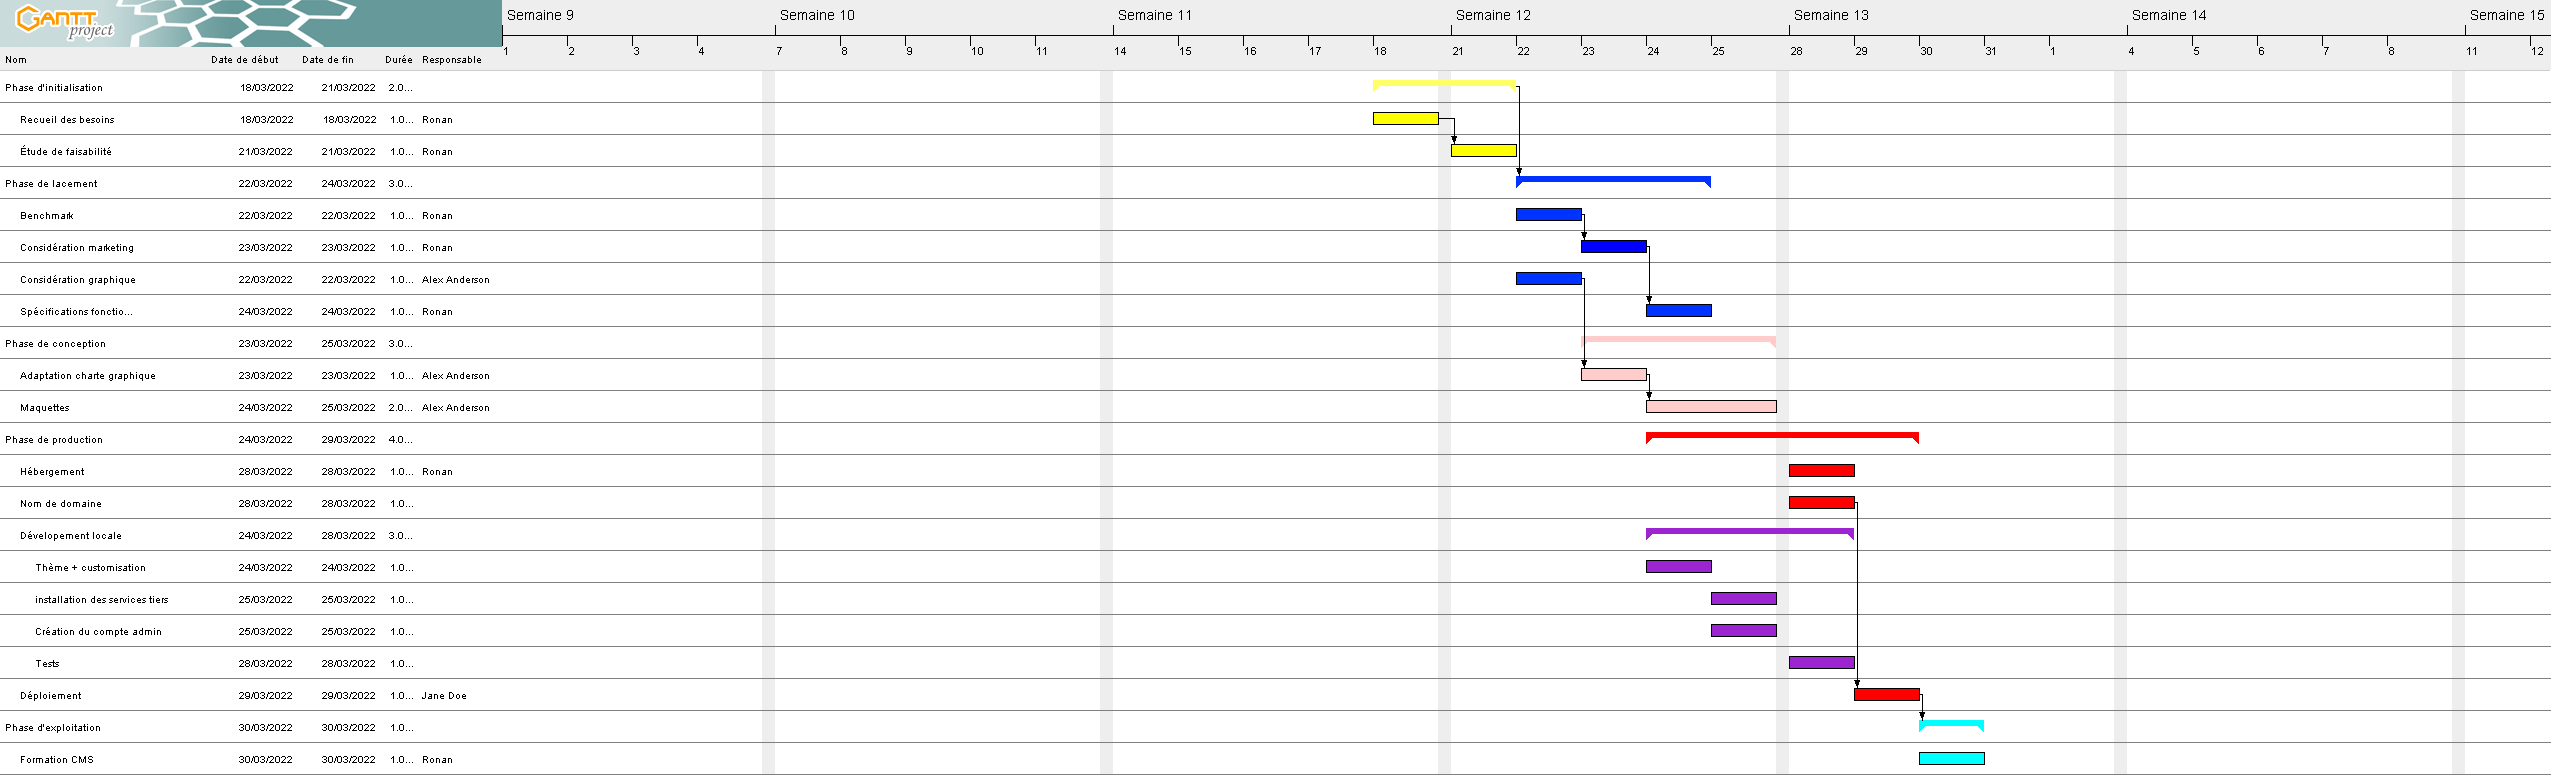 GANTT project
Semaine 9 Semaine 10 Semaine 11 Semaine 12 Semaine 13 Semaine 14 Semaine 15
1 2 3 4 7 8 9 10 11 14 15 16 17 18 21 22 23 24 25 28 29 30 31 1 4 5 6 7 8 11 12
Nom Date de début Date de fin Durée Responsable
Phase d'initialisation 18/03/2022 21/03/2022 2.0...
Recueil des besoins 18/03/2022 18/03/2022 1.0... Ronan
Étude de faisabilité 21/03/2022 21/03/2022 1.0... Ronan
Phase de lacement 22/03/2022 24/03/2022 3.0...
Benchmark 22/03/2022 22/03/2022 1.0... Ronan
Considération marketing 23/03/2022 23/03/2022 1.0... Ronan
Considération graphique 22/03/2022 22/03/2022 1.0... Alex Anderson
Spécifications fonctio... 24/03/2022 24/03/2022 1.0... Ronan
Phase de conception 23/03/2022 25/03/2022 3.0...
Adaptation charte graphique 23/03/2022 23/03/2022 1.0... Alex Anderson
Maquettes 24/03/2022 25/03/2022 2.0... Alex Anderson
Phase de production 24/03/2022 29/03/2022 4.0...
Hébergement 28/03/2022 28/03/2022 1.0... Ronan
Nom de domaine 28/03/2022 28/03/2022 1.0...
Dévelopement locale 24/03/2022 28/03/2022 3.0...
Thème + customisation 24/03/2022 24/03/2022 1.0...
installation des services tiers 25/03/2022 25/03/2022 1.0...
Création du compte admin 25/03/2022 25/03/2022 1.0...
Tests 28/03/2022 28/03/2022 1.0...
Déploiement 29/03/2022 29/03/2022 1.0... Jane Doe
Phase d'exploitation 30/03/2022 30/03/2022 1.0...
Formation CMS 30/03/2022 30/03/2022 1.0... Ronan